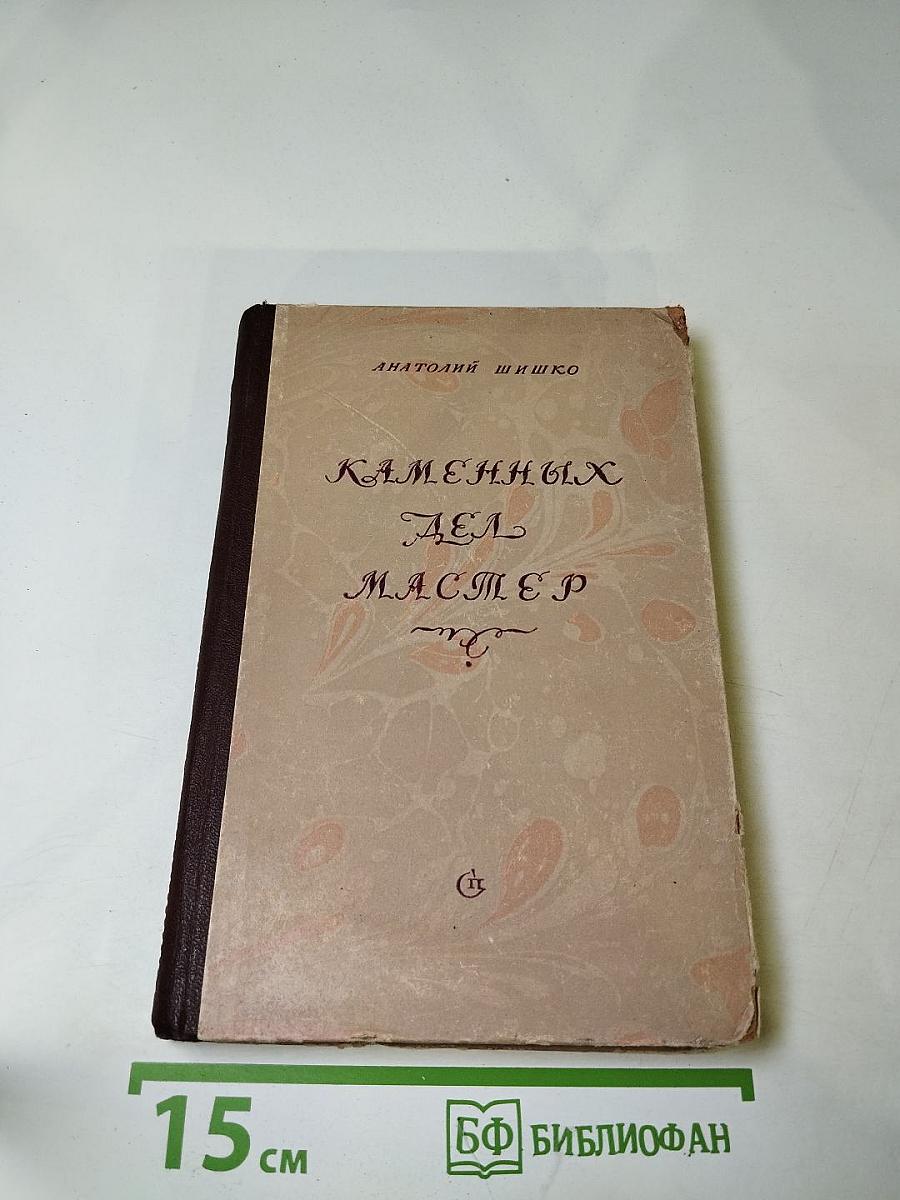 АНАТОЛИЙ ШИШКО
КАМЕННЫХ
ДЕЛ
МАСТЕР
15 см
БФ БИБЛИОФАН